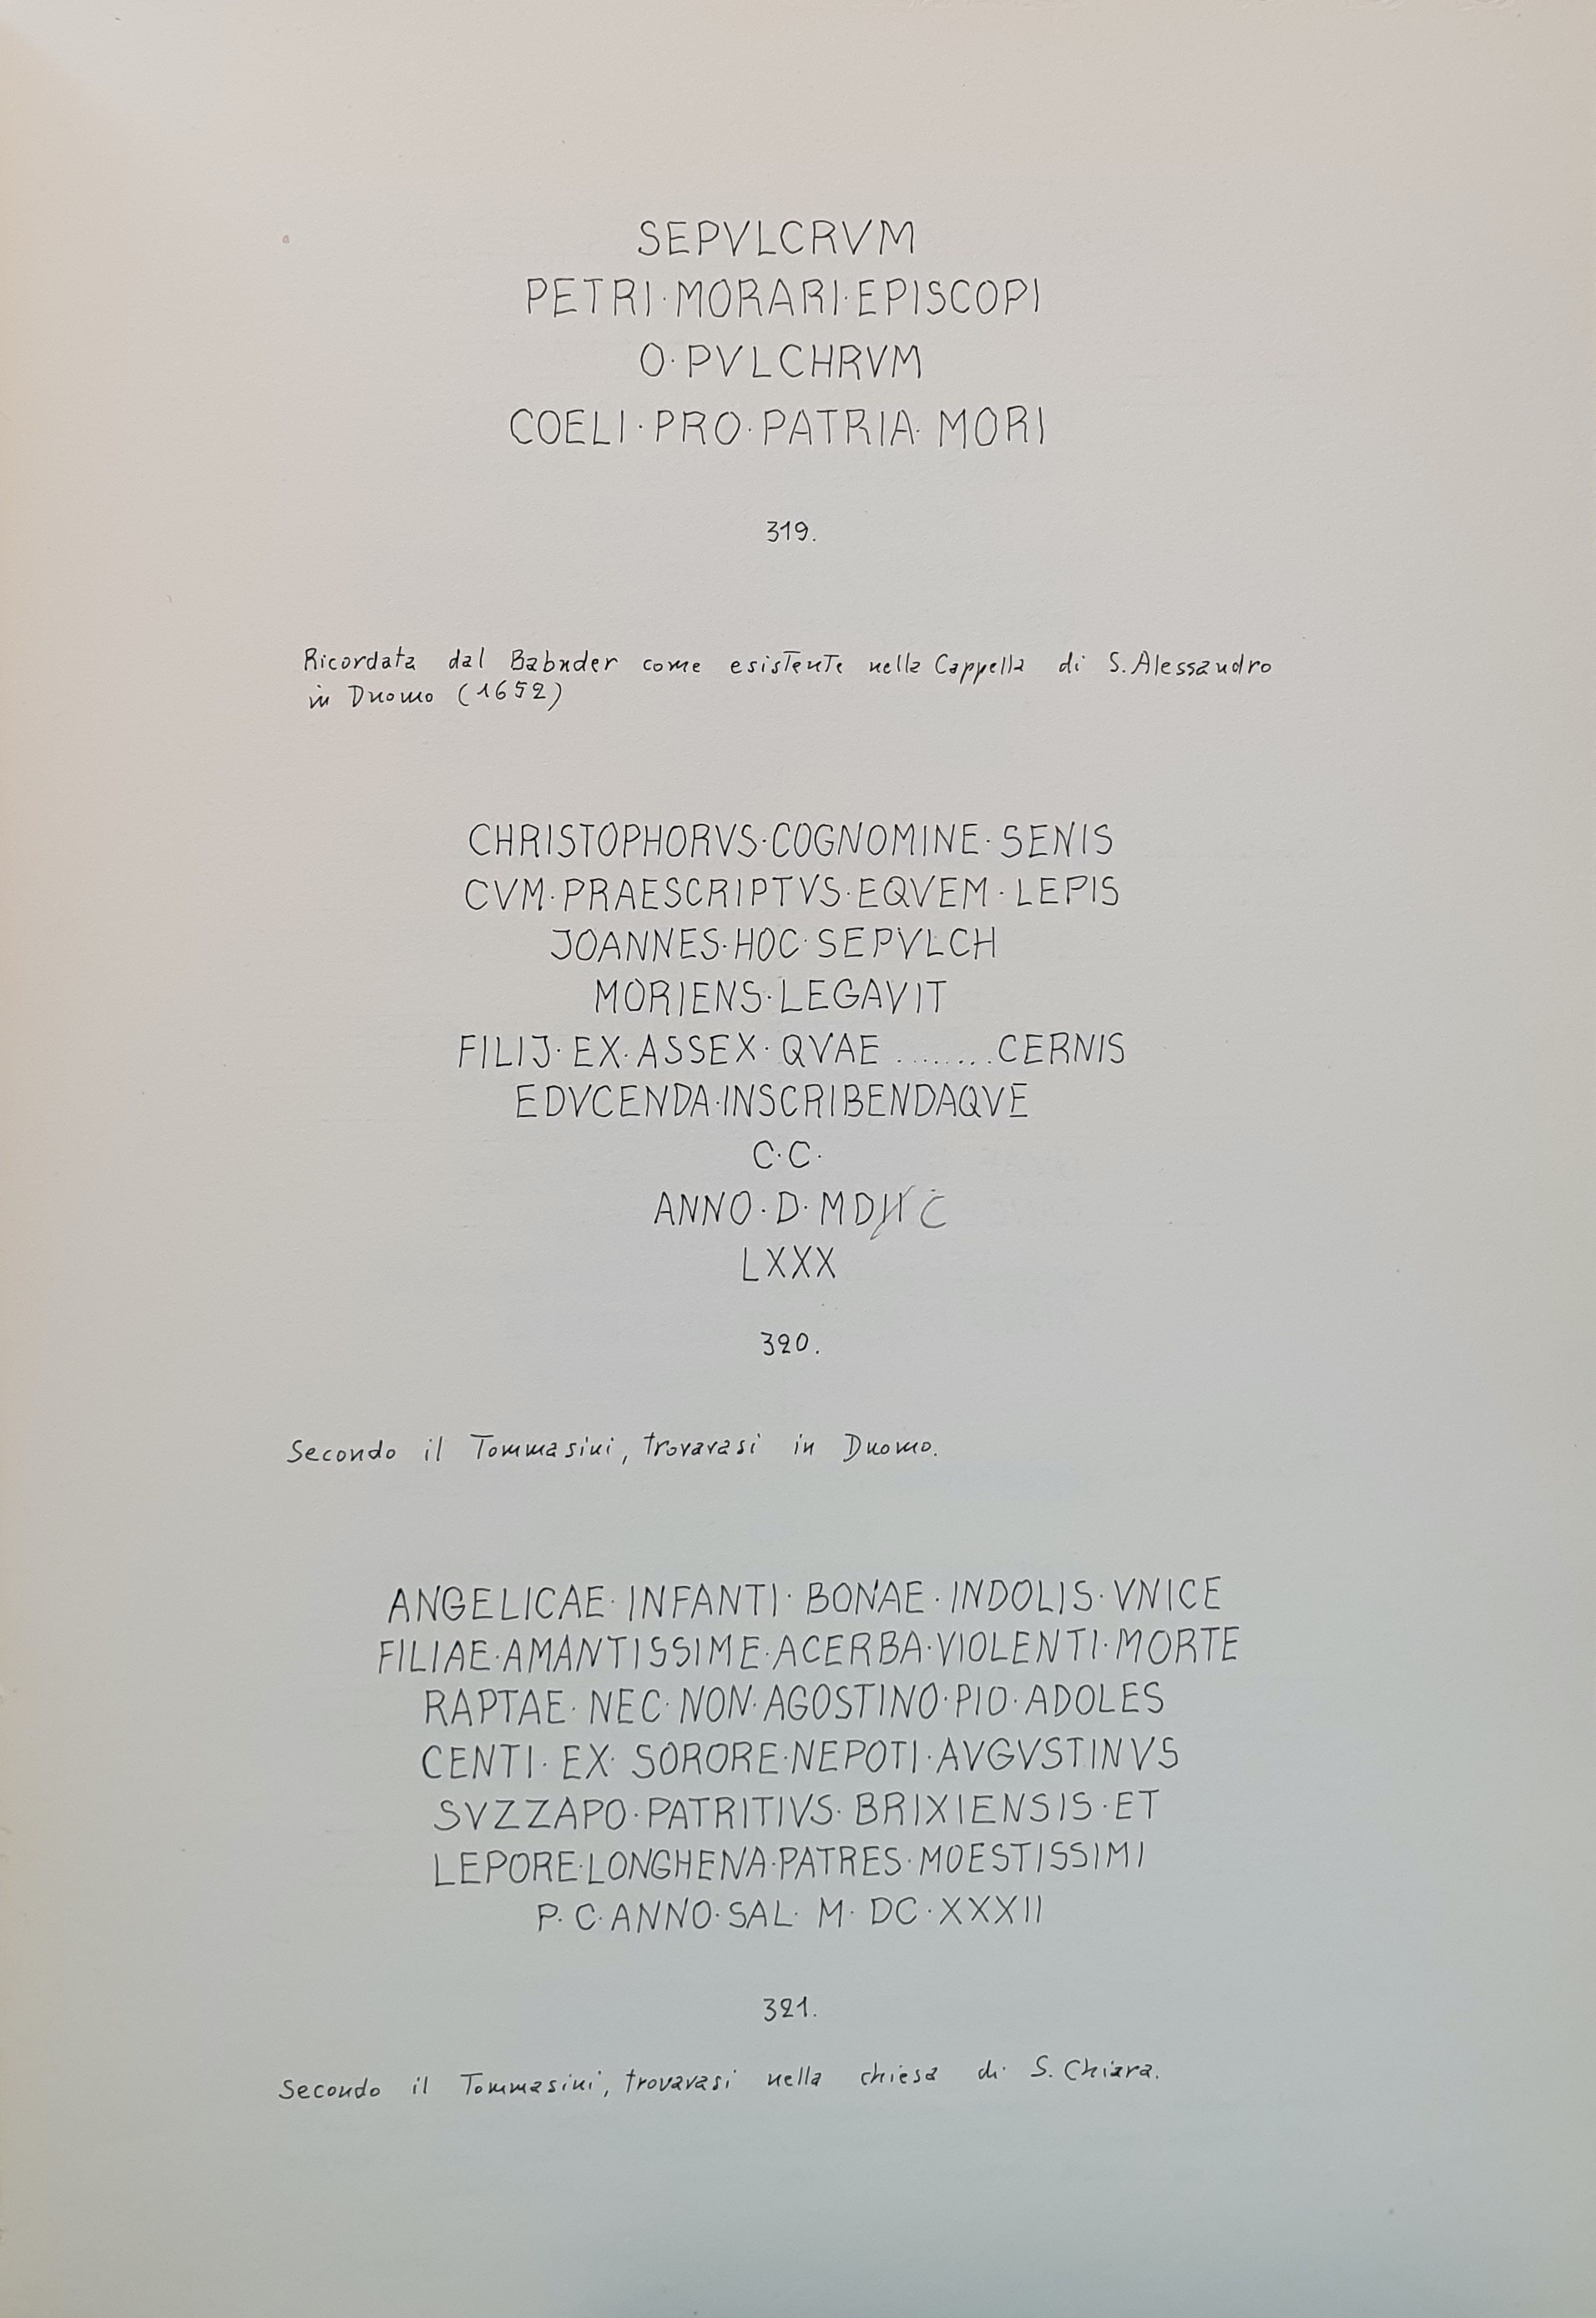 SEPVLCRVM
PETRI·MORARI·EPISCOPI
O·PVLCHRVM
COELI·PRO·PATRIA·MORI
319.
Ricordata dal Babuder come esistente nella Cappella di S. Alessandro
in Duomo (1652)
CHRISTOPHORVS·COGNOMINE·SENIS
CVM·PRAESCRIPTVS·EQVEM·LEPIS
JOANNES·HOC·SEPVLCH
MORIENS·LEGAVIT
FILIJ·EX·ASSEX·QVAE ........CERNIS
EDVCENDA·INSCRIBENDAQVE
C·C·
ANNO·D·MD C
LXXX
320.
Secondo il Tommasini, trovavasi in Duomo.
ANGELICAE·INFANTI·BONAE·INDOLIS·VNICE
FILIAE·AMANTISSIME·ACERBA·VIOLENTI·MORTE
RAPTAE·NEC·NON·AGOSTINO·PIO·ADOLES
CENTI·EX·SORORE·NEPOTI·AVGVSTINVS
SVZZAPO·PATRITIVS·BRIXIENSIS·ET
LEPORE·LONGHENA·PATRES·MOESTISSIMI
P·C·ANNO·SAL·M·DC·XXXII
321.
Secondo il Tommasini, trovavasi nella chiesa di S. Chiara.